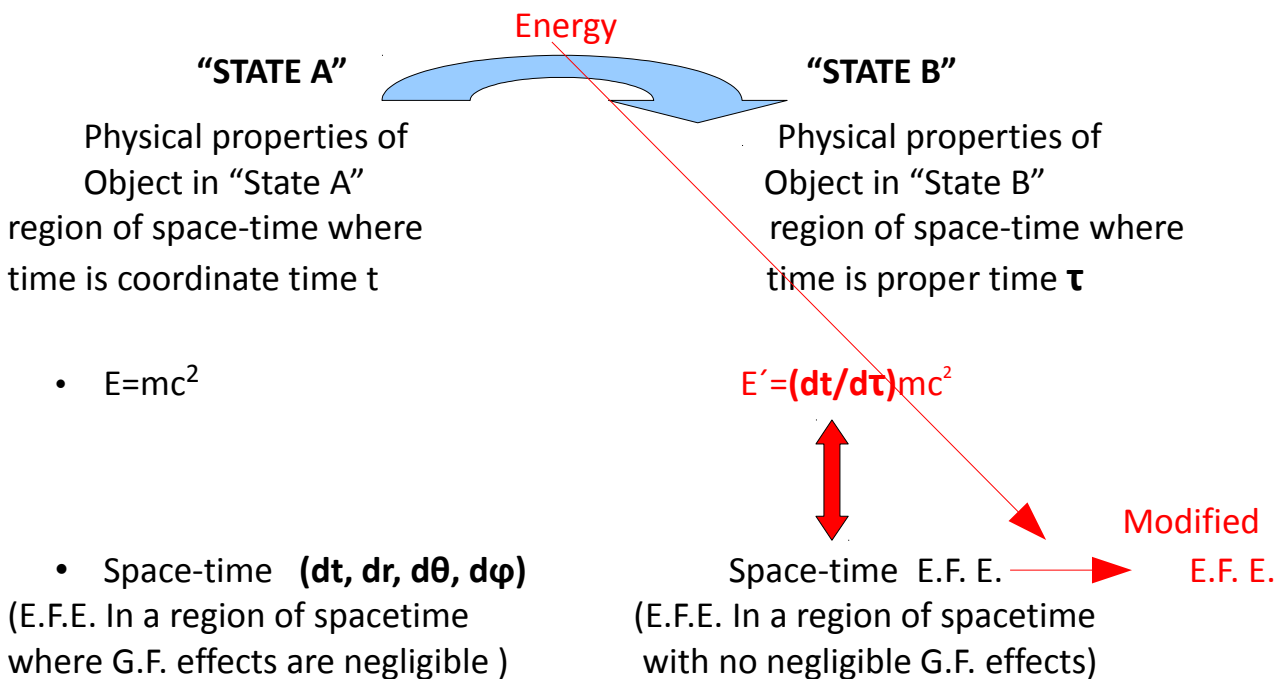 Energy
“STATE A”
Physical properties of
Object in “State A”
region of space-time where
time is coordinate time t
• E=mc²
• Space-time (dt, dr, dθ, dφ)
(E.F.E. In a region of spacetime
where G.F. effects are negligible )
“STATE B”
Physical properties of
Object in “State B”
region of space-time where
time is proper time τ
E´=(dt/dτ)mc²
Space-time E.F. E.
(E.F.E. In a region of spacetime
with no negligible G.F. effects)
Modified
E.F. E.